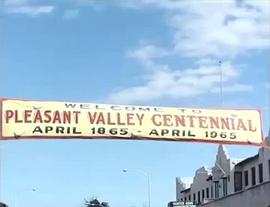 WELCOME TO
PLEASANT VALLEY CENTENNIAL
APRIL 1865 - APRIL 1965